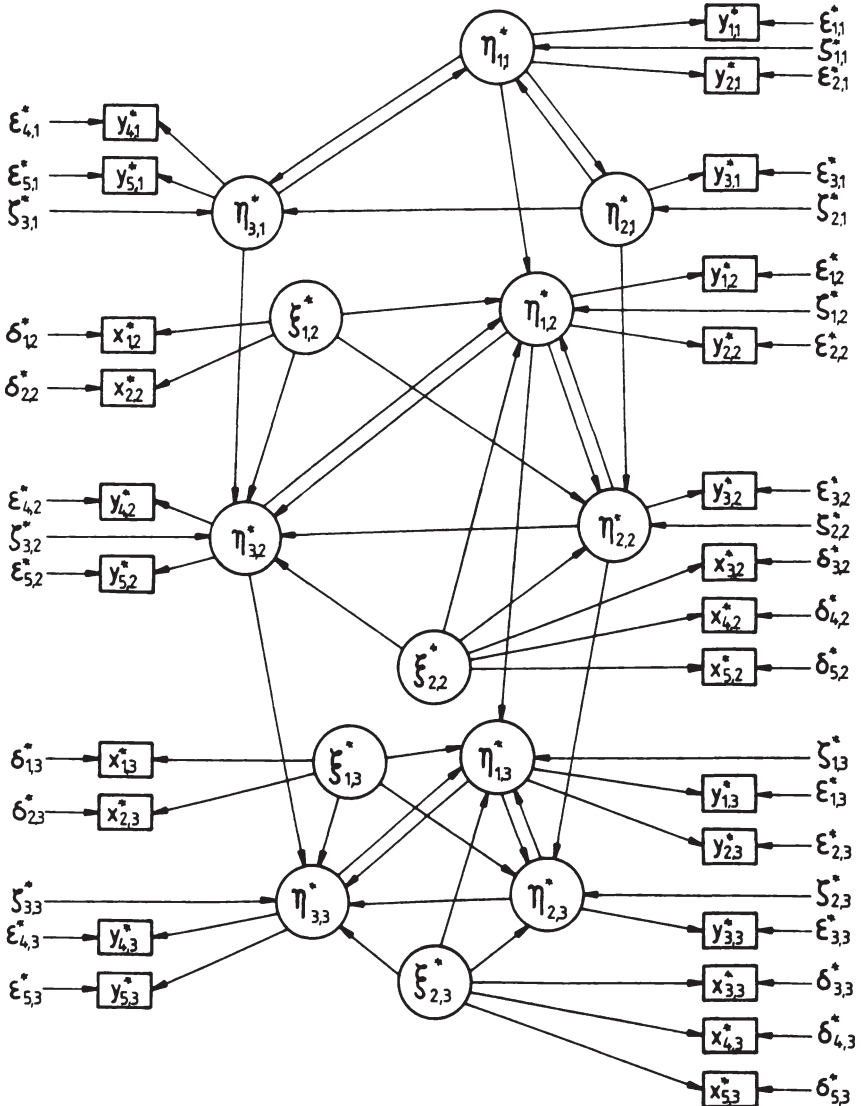 y*1,1 ε*1,1
η*1,1 ζ*1,1
y*2,1 ε*2,1
ε*4,1 y*4,1
ε*5,1 y*5,1 y*3,1 ε*3,1
ζ*3,1 η*3,1 η*2,1 ζ*2,1
y*1,2 ε*1,2
ξ*1,2 η*1,2 ζ*1,2
δ*1,2 x*1,2 y*2,2 ε*2,2
δ*2,2 x*2,2
ε*4,2 y*4,2 y*3,2 ε*3,2
ζ*3,2 η*3,2 η*2,2 ζ*2,2
ε*5,2 y*5,2 x*3,2 δ*3,2
x*4,2 δ*4,2
ξ*2,2 x*5,2 δ*5,2
δ*1,3 x*1,3 ξ*1,3 η*1,3 ζ*1,3
y*1,3 ε*1,3
δ*2,3 x*2,3
y*2,3 ε*2,3
ζ*3,3 η*3,3 η*2,3 ζ*2,3
ε*4,3 y*4,3 y*3,3 ε*3,3
ε*5,3 y*5,3 ξ*2,3 x*3,3 δ*3,3
x*4,3 δ*4,3
x*5,3 δ*5,3